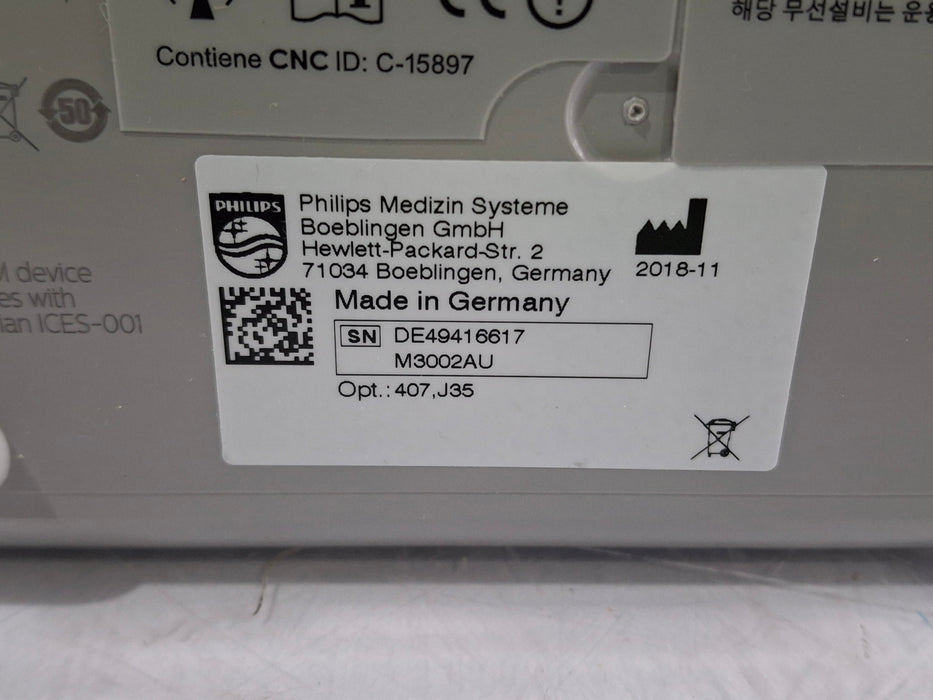 해당 무선설비는 운용
Contiene CNC ID: C-15897
50
PHILIPS
Philips Medizin Systeme
Boeblingen GmbH
Hewlett-Packard-Str. 2
71034 Boeblingen, Germany
2018-11
device
es with
ian ICES-001
Made in Germany
SN DE49416617
M3002AU
Opt.: 407,J35